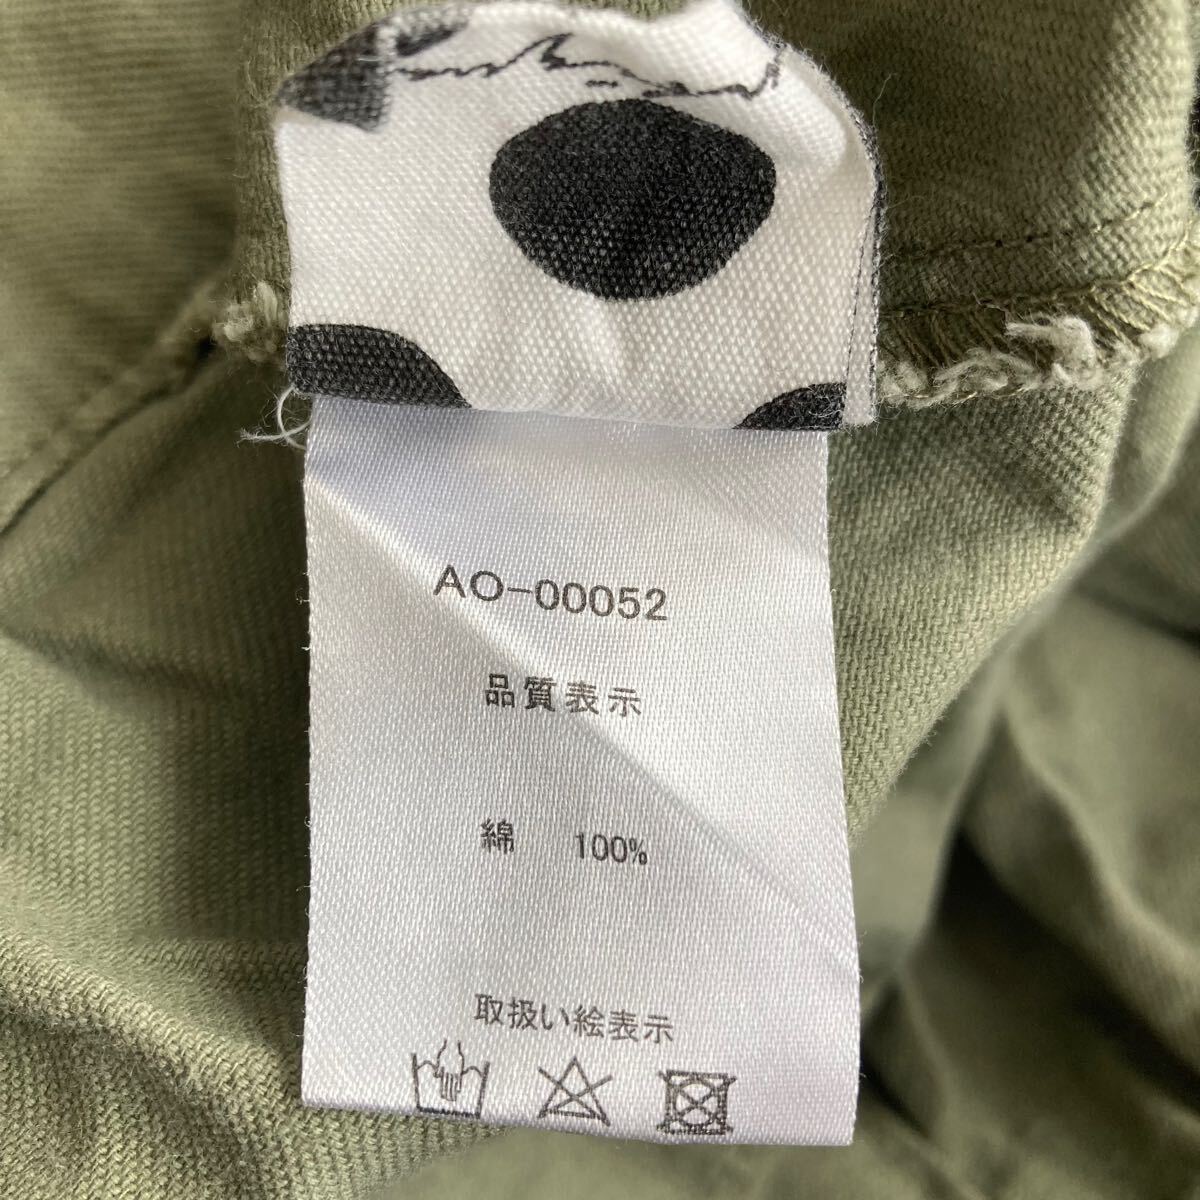 AO-00052
品質表示
綿 100%
取扱い絵表示